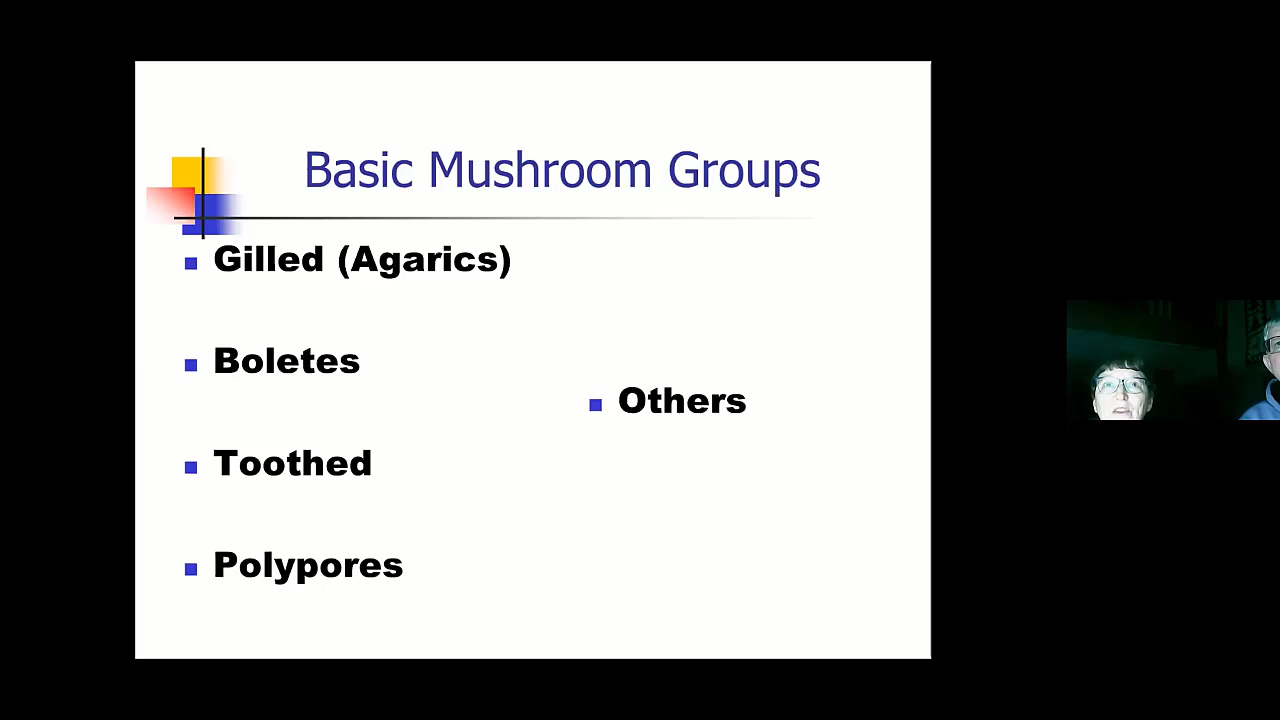 Basic Mushroom Groups
Gilled (Agarics)
Boletes
Toothed
Polypores
Others